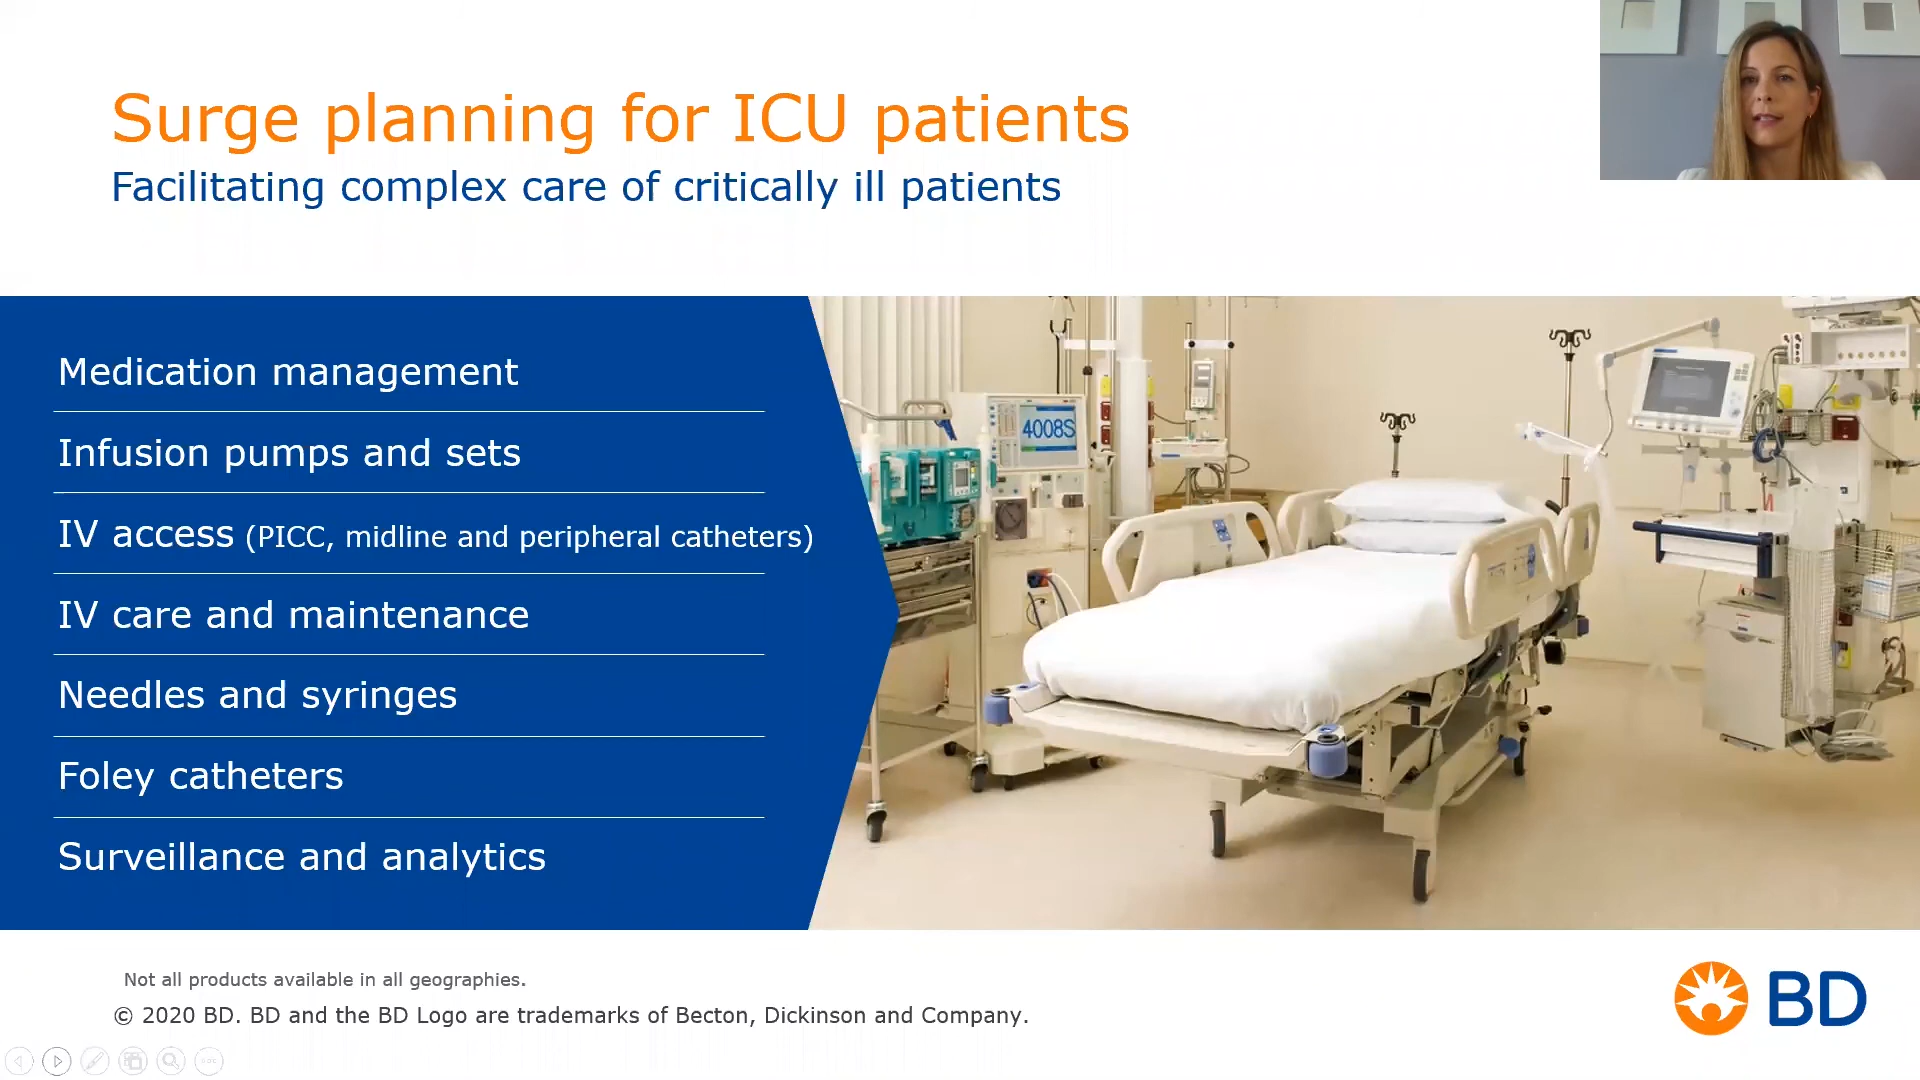 Surge planning for ICU patients
Facilitating complex care of critically ill patients
Medication management
Infusion pumps and sets
IV access (PICC, midline and peripheral catheters)
IV care and maintenance
Needles and syringes
Foley catheters
Surveillance and analytics
4008S
Not all products available in all geographies.
© 2020 BD. BD and the BD Logo are trademarks of Becton, Dickinson and Company.
BD